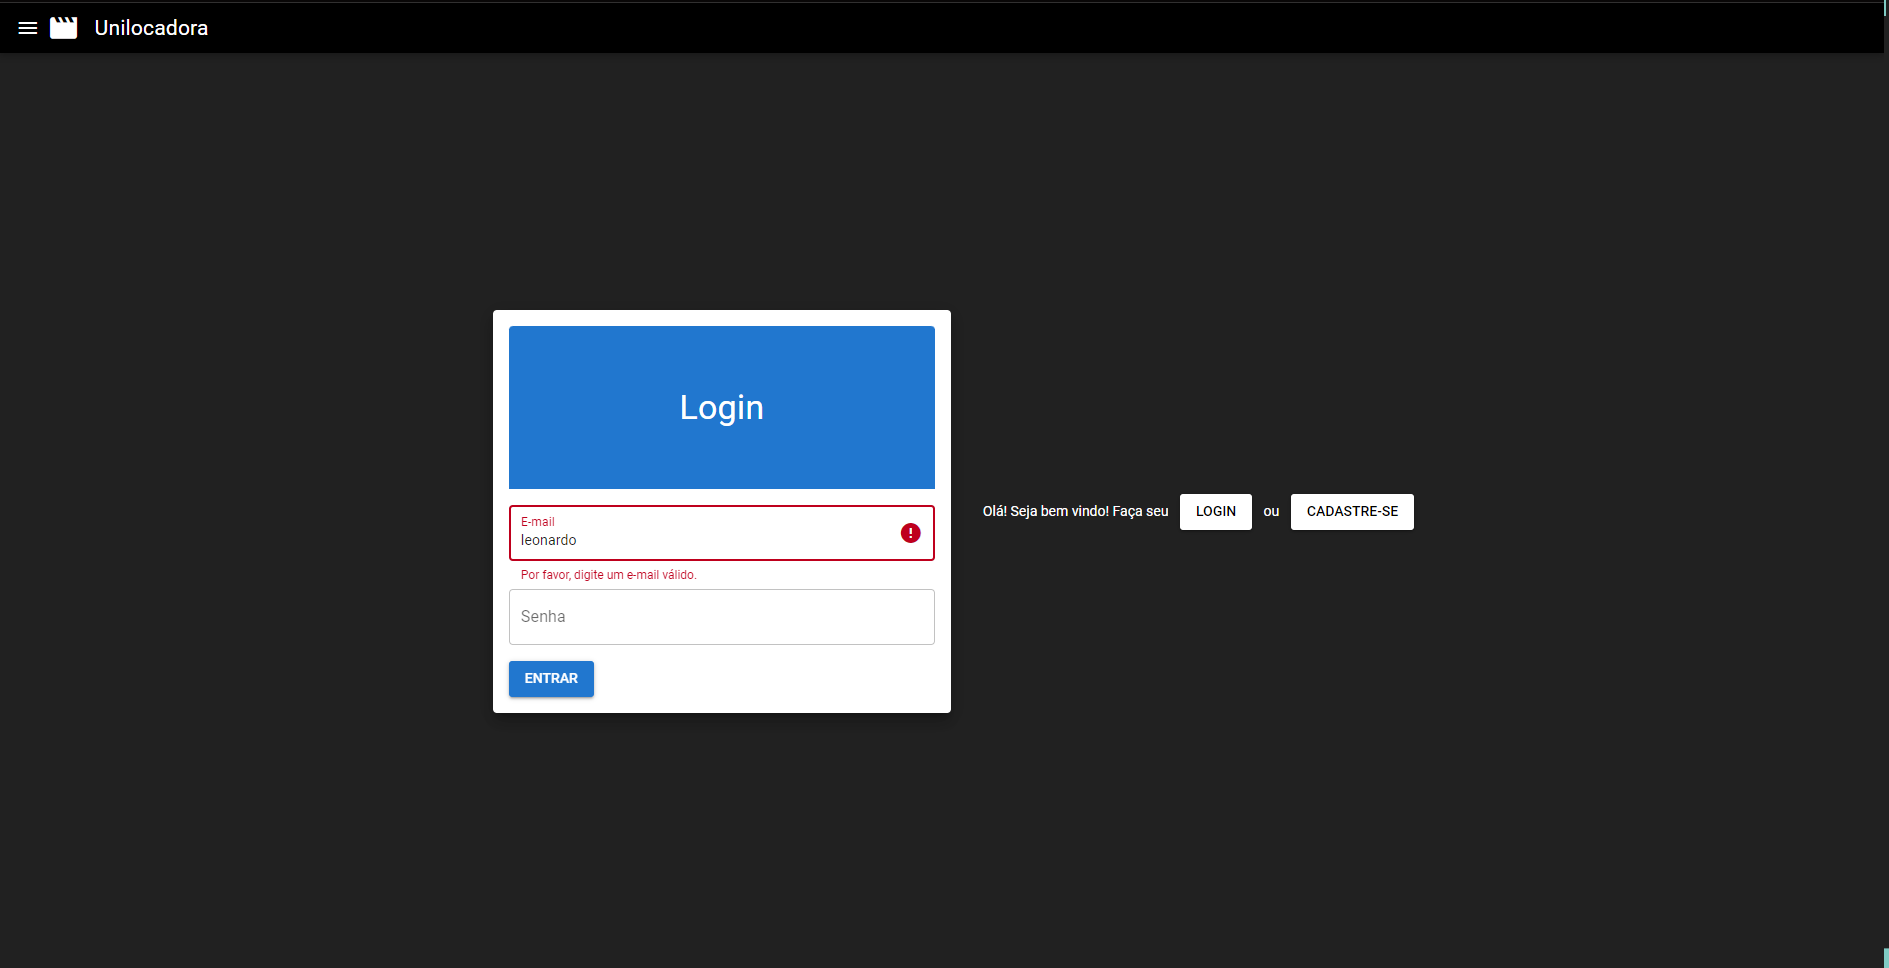 Unilocadora
Login
E-mail
leonardo
Por favor, digite um e-mail válido.
Senha
ENTRAR
Olá! Seja bem vindo! Faça seu LOGIN ou CADASTRE-SE